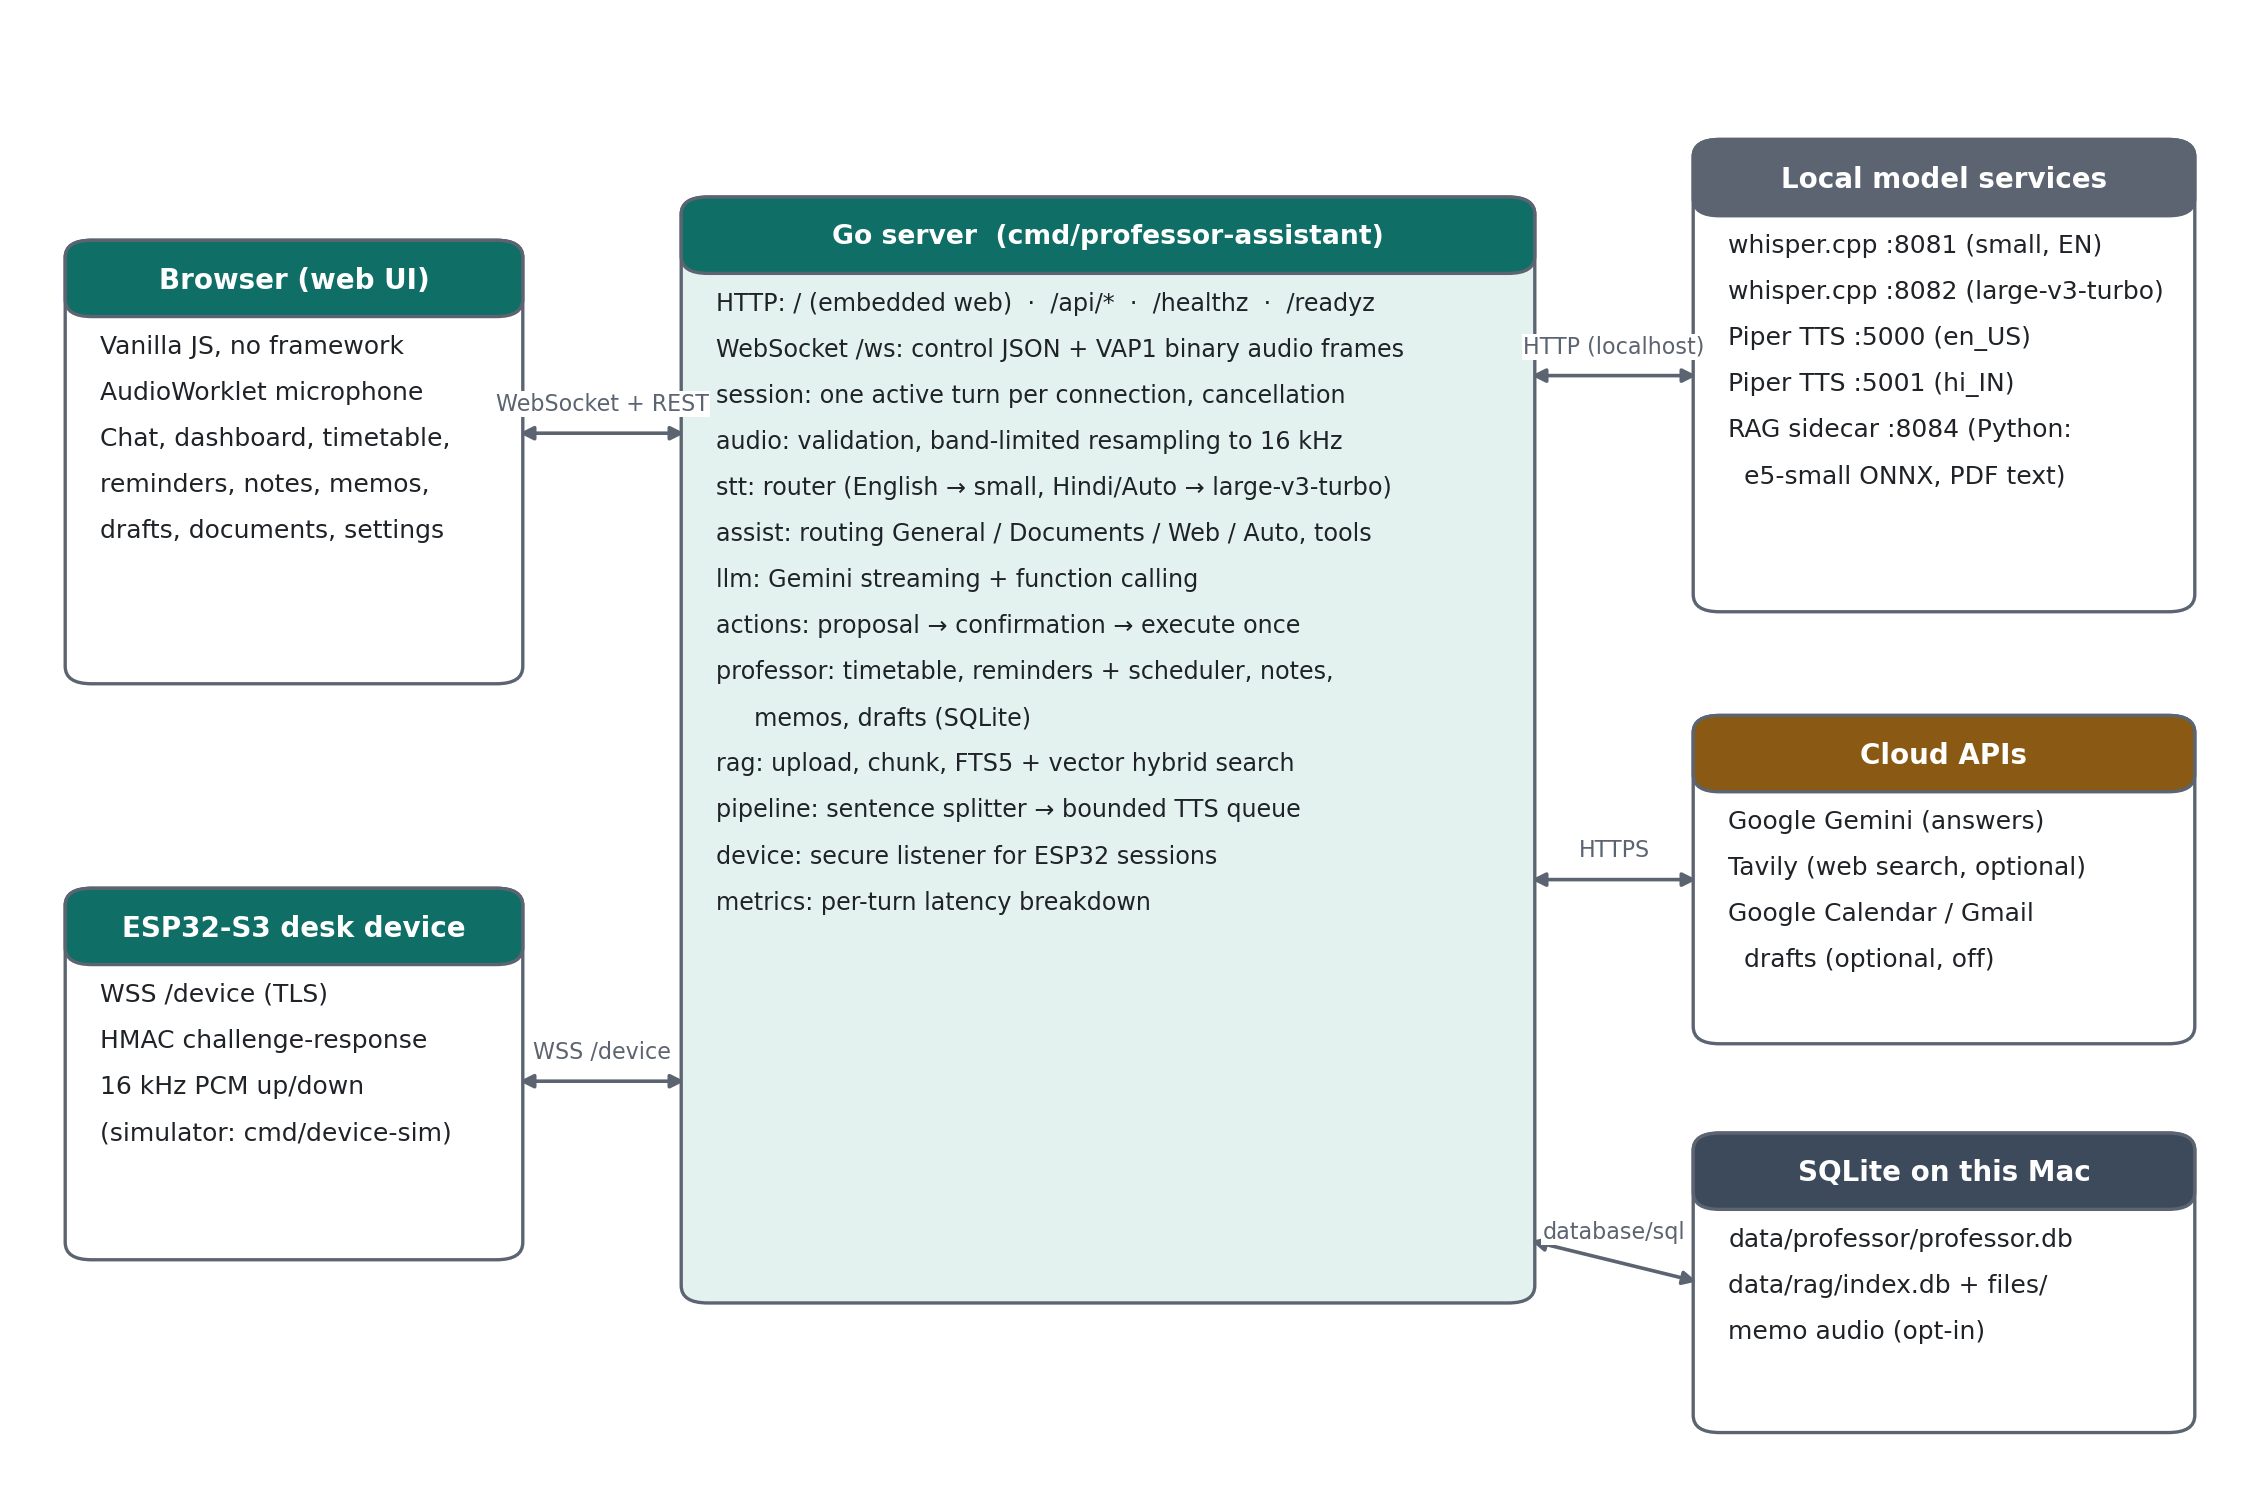 Browser (web UI)
Vanilla JS, no framework
AudioWorklet microphone
Chat, dashboard, timetable,
reminders, notes, memos,
drafts, documents, settings
WebSocket + REST
ESP32-S3 desk device
WSS /device (TLS)
HMAC challenge-response
16 kHz PCM up/down
(simulator: cmd/device-sim)
WSS /device
Go server  (cmd/professor-assistant)
HTTP: / (embedded web)  ·  /api/*  ·  /healthz  ·  /readyz
WebSocket /ws: control JSON + VAP1 binary audio frames
session: one active turn per connection, cancellation
audio: validation, band-limited resampling to 16 kHz
stt: router (English → small, Hindi/Auto → large-v3-turbo)
assist: routing General / Documents / Web / Auto, tools
llm: Gemini streaming + function calling
actions: proposal → confirmation → execute once
professor: timetable, reminders + scheduler, notes,
memos, drafts (SQLite)
rag: upload, chunk, FTS5 + vector hybrid search
pipeline: sentence splitter → bounded TTS queue
device: secure listener for ESP32 sessions
metrics: per-turn latency breakdown
HTTP (localhost)
Local model services
whisper.cpp :8081 (small, EN)
whisper.cpp :8082 (large-v3-turbo)
Piper TTS :5000 (en_US)
Piper TTS :5001 (hi_IN)
RAG sidecar :8084 (Python:
e5-small ONNX, PDF text)
HTTPS
Cloud APIs
Google Gemini (answers)
Tavily (web search, optional)
Google Calendar / Gmail
drafts (optional, off)
database/sql
SQLite on this Mac
data/professor/professor.db
data/rag/index.db + files/
memo audio (opt-in)